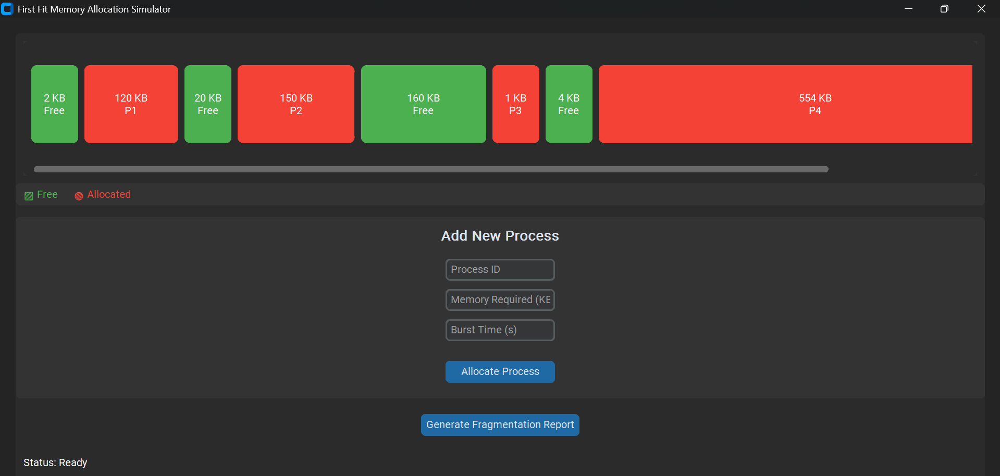 First Fit Memory Allocation Simulator
2 KB
Free
120 KB
P1
20 KB
Free
150 KB
P2
160 KB
Free
1 KB
P3
4 KB
Free
554 KB
P4
Free
Allocated
Add New Process
Process ID
Memory Required (KB
Burst Time (s)
Allocate Process
Generate Fragmentation Report
Status: Ready